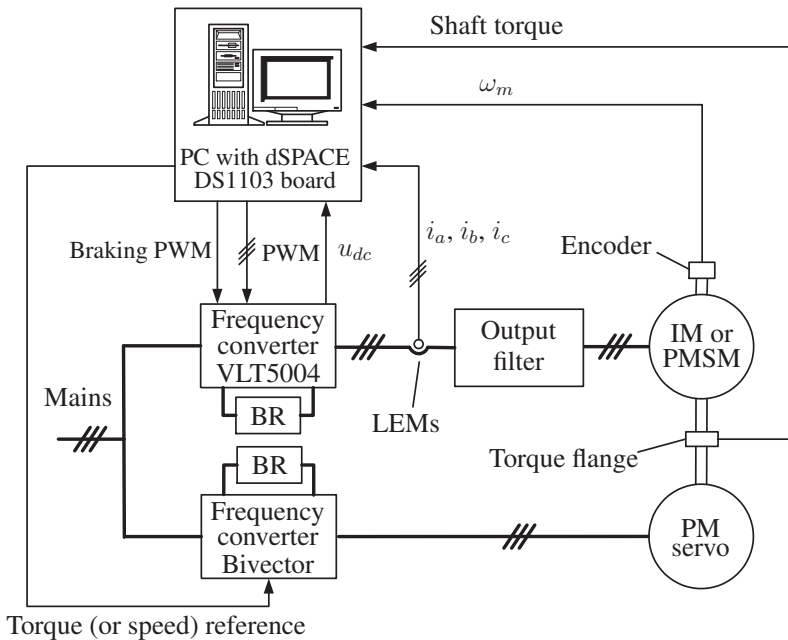 Shaft torque
ω_m
PC with dSPACE
DS1103 board
Braking PWM
PWM
u_dc
i_a, i_b, i_c
Encoder
Frequency
converter
VLT5004
Output
filter
IM or
PMSM
BR
LEMs
Mains
BR
Torque flange
Frequency
converter
Bivector
PM
servo
Torque (or speed) reference